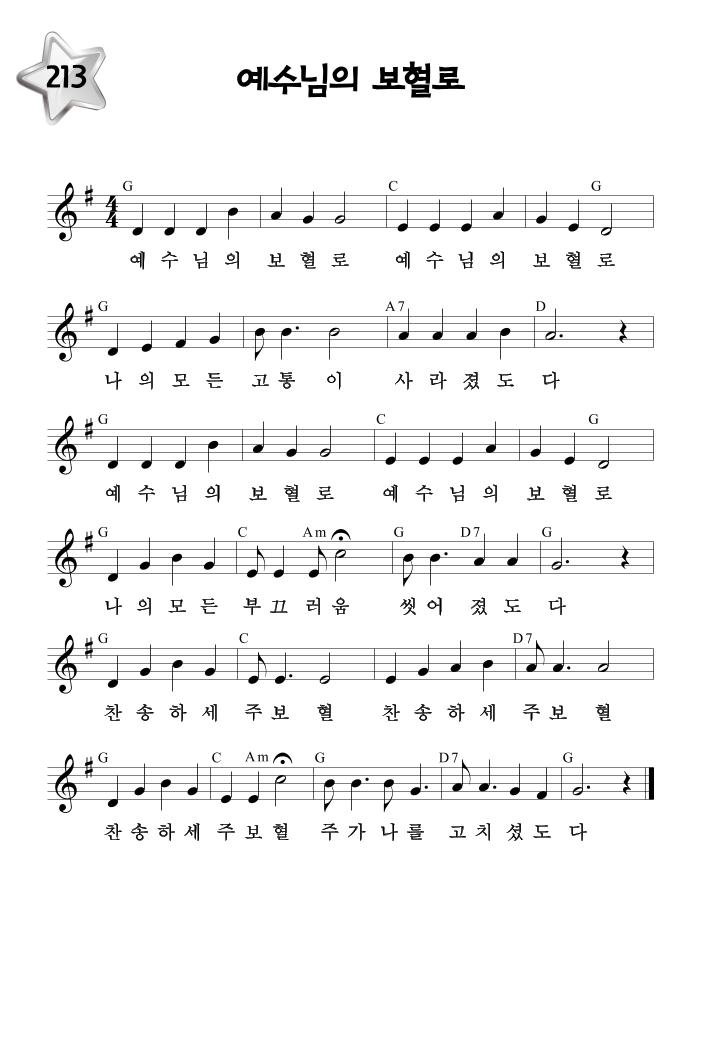 213
예수님의 보혈로
G C G
예 수 님 의 보 혈 로 예 수 님 의 보 혈 로
G A7 D
나 의 모 든 고 통 이 사 라 졌 도 다
G C G
예 수 님 의 보 혈 로 예 수 님 의 보 혈 로
G C Am G D7 G
나 의 모 든 부 끄 러 움 씻 어 졌 도 다
G C D7
찬 송 하 세 주 보 혈 찬 송 하 세 주 보 혈
G C Am G D7 G
찬 송 하 세 주 보 혈 주 가 나 를 고 치 셨 도 다